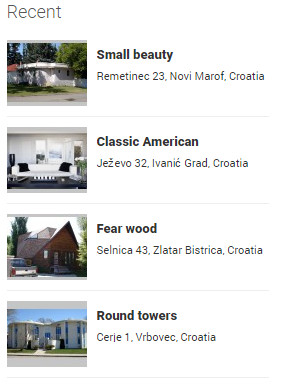 Recent
Small beauty
Remetinec 23, Novi Marof, Croatia
Classic American
Ježevo 32, Ivanić Grad, Croatia
Fear wood
Selnica 43, Zlatar Bistrica, Croatia
Round towers
Cerje 1, Vrbovec, Croatia